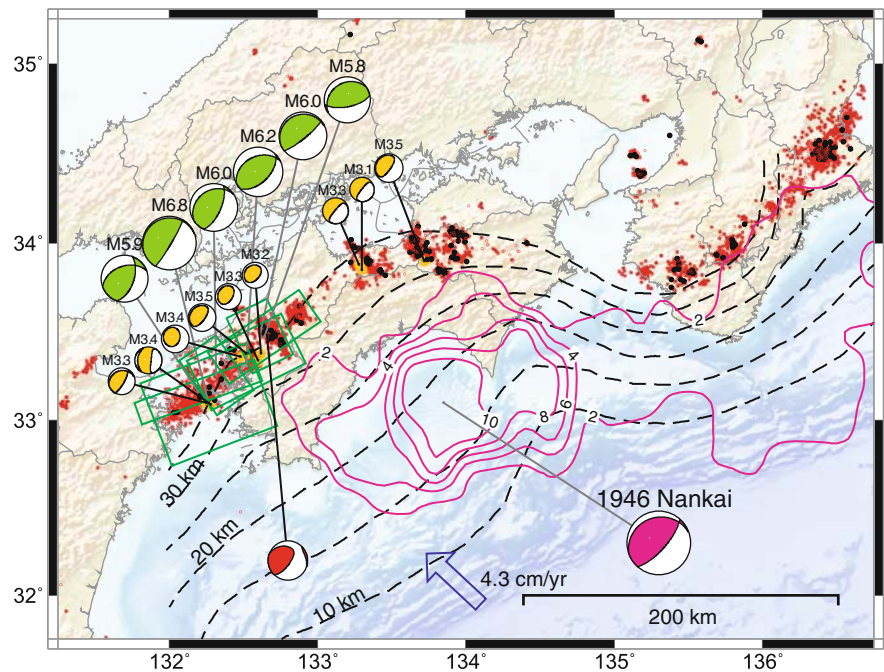 35°
34°
33°
32°
132°
133°
134°
135°
136°
M5.8
M6.0
M6.2
M6.0
M6.8
M5.9
M3.5
M3.1
M3.3
M3.2
M3.3
M3.5
M3.4
M3.4
M3.3
2
4
4
6
8
10
2
2
30 km
20 km
10 km
1946 Nankai
4.3 cm/yr
200 km